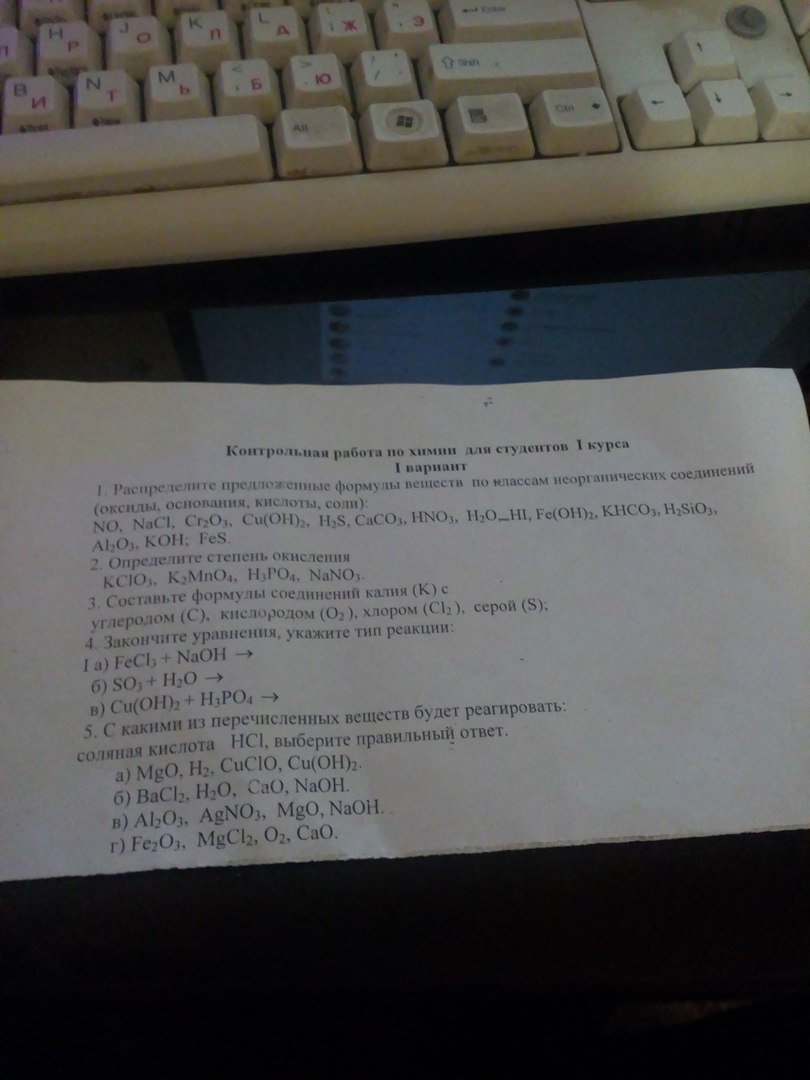 H Р J О K Л L Д : ; Ж " ' Э Enter
В И N Т M Ь < , Б > . Ю ? / Shift
Alt Ctrl
Контрольная работа по химии для студентов I курса
I вариант
1. Распределите предложенные формулы веществ по классам неорганических соединений
(оксиды, основания, кислоты, соли):
NO, NaCl, Cr₂O₃, Cu(OH)₂, H₂S, CaCO₃, HNO₃, H₂O HI, Fe(OH)₂, KHCO₃, H₂SiO₃,
Al₂O₃, KOH; FeS.
2. Определите степень окисления
KClO₃, K₂MnO₄, H₃PO₄, NaNO₃.
3. Составьте формулы соединений калия (K) с
углеродом (C), кислородом (O₂), хлором (Cl₂), серой (S);
4. Закончите уравнения, укажите тип реакции:
I а) FeCl₃ + NaOH →
б) SO₃ + H₂O →
в) Cu(OH)₂ + H₃PO₄ →
5. С какими из перечисленных веществ будет реагировать:
соляная кислота HCl, выберите правильный ответ.
а) MgO, H₂, CuClO, Cu(OH)₂.
б) BaCl₂, H₂O, CaO, NaOH.
в) Al₂O₃, AgNO₃, MgO, NaOH.
г) Fe₂O₃, MgCl₂, O₂, CaO.